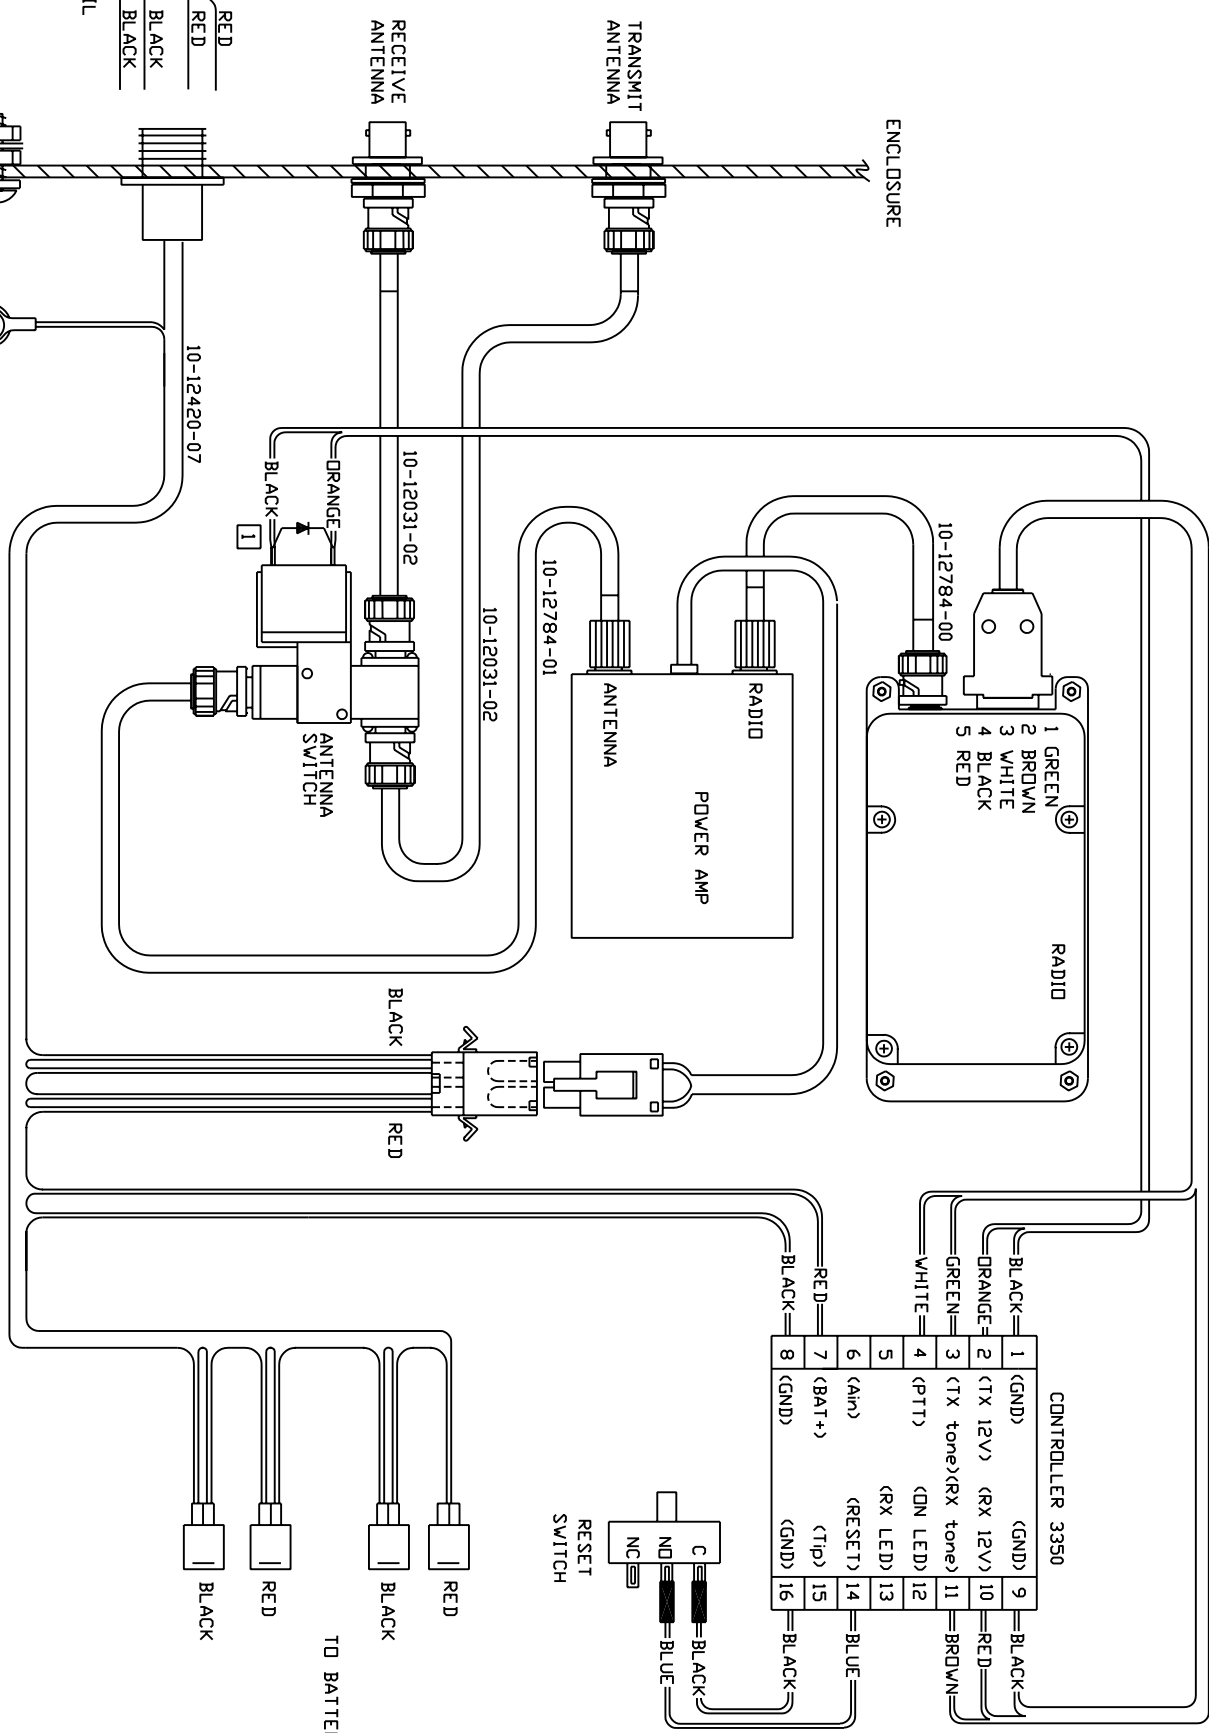 ENCLOSURE
TRANSMIT
ANTENNA
RECEIVE
ANTENNA
RED
RED
BLACK
BLACK
IL
10-12784-00
10-12031-02
10-12420-07
ORANGE
BLACK
1
10-12784-01
10-12031-02
1 GREEN
2 BROWN
3 WHITE
4 BLACK
5 RED
RADIO
RADIO
ANTENNA
POWER AMP
ANTENNA
SWITCH
BLACK
RED
BLACK
ORANGE
GREEN
WHITE
RED
BLACK
CONTROLLER 3350
1 (GND) (GND) 9
2 (TX 12V) (RX 12V) 10
3 (TX tone)(RX tone) 11
4 (PTT) (ON LED) 12
5 (RX LED) 13
6 (Ain) (RESET) 14
7 (BAT+) (Tip) 15
8 (GND) (GND) 16
BLACK
RED
BROWN
BLUE
BLACK
C
NO
NC
BLACK
BLUE
RESET
SWITCH
RED
BLACK
RED
BLACK
TO BATTE